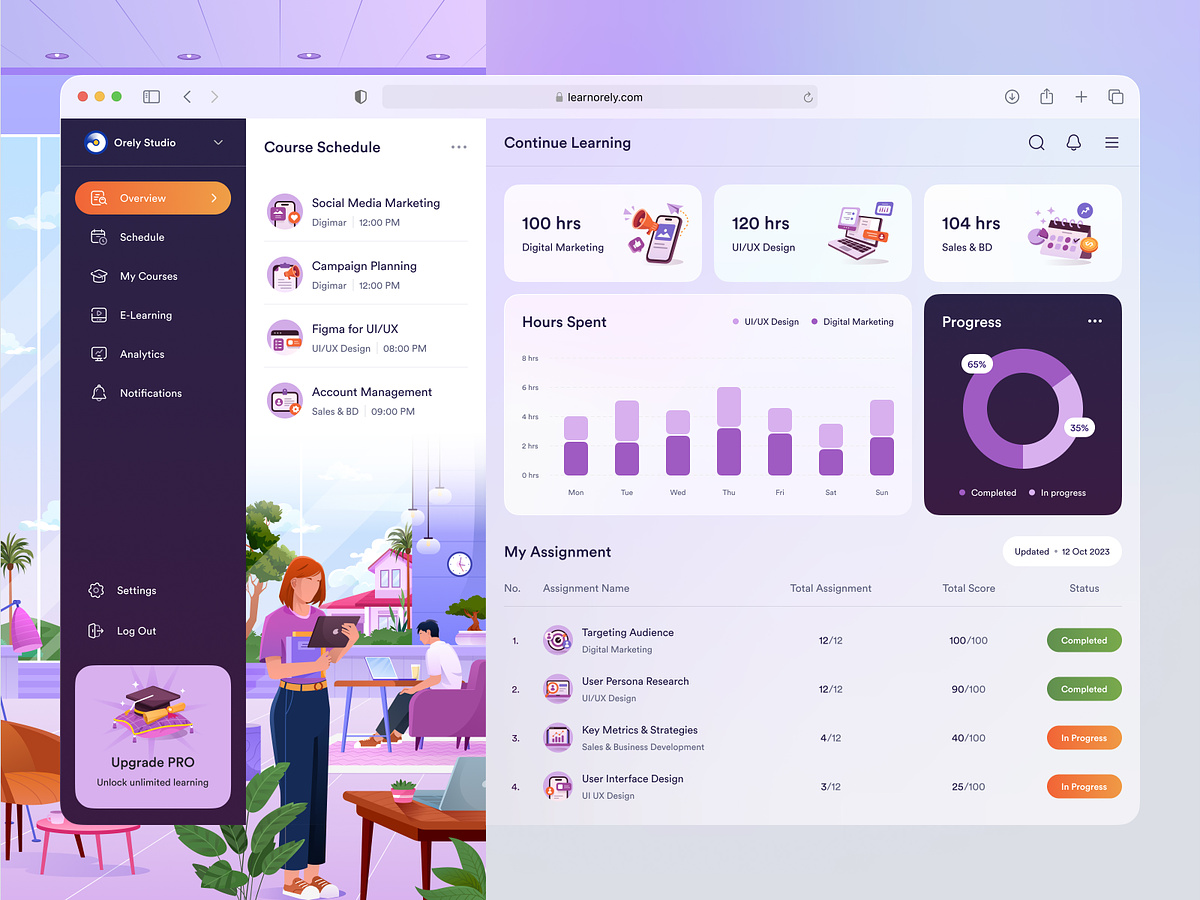 learnorely.com
Orely Studio
Overview
Schedule
My Courses
E-Learning
Analytics
Notifications
Settings
Log Out
Upgrade PRO
Unlock unlimited learning
Course Schedule
Social Media Marketing
Digimar 12:00 PM
Campaign Planning
Digimar 12:00 PM
Figma for UI/UX
UI/UX Design 08:00 PM
Account Management
Sales & BD 09:00 PM
Continue Learning
100 hrs
Digital Marketing
120 hrs
UI/UX Design
104 hrs
Sales & BD
Hours Spent
UI/UX Design Digital Marketing
8 hrs
6 hrs
4 hrs
2 hrs
0 hrs
Mon Tue Wed Thu Fri Sat Sun
Progress
65%
35%
Completed In progress
My Assignment
Updated • 12 Oct 2023
No. Assignment Name Total Assignment Total Score Status
1. Targeting Audience 12/12 100/100 Completed
Digital Marketing
2. User Persona Research 12/12 90/100 Completed
UI/UX Design
3. Key Metrics & Strategies 4/12 40/100 In Progress
Sales & Business Development
4. User Interface Design 3/12 25/100 In Progress
UI UX Design